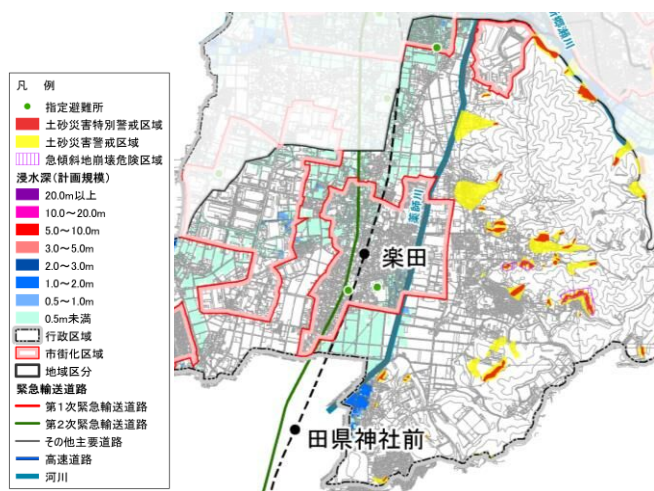 凡 例
指定避難所
土砂災害特別警戒区域
土砂災害警戒区域
急傾斜地崩壊危険区域
浸水深(計画規模)
20.0m以上
10.0～20.0m
5.0～10.0m
3.0～5.0m
2.0～3.0m
1.0～2.0m
0.5～1.0m
0.5m未満
行政区域
市街化区域
地域区分
緊急輸送道路
第1次緊急輸送道路
第2次緊急輸送道路
その他主要道路
高速道路
河川
新郷瀬川
薬師川
楽田
田県神社前